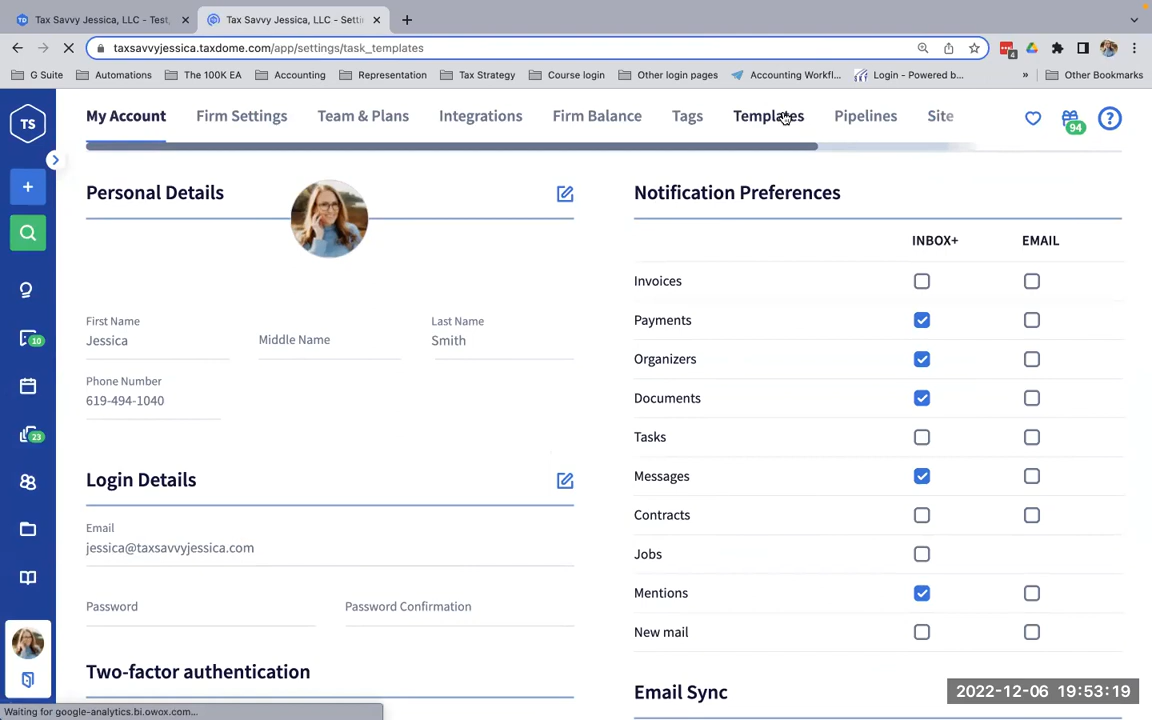 Tax Savvy Jessica, LLC - Test,
Tax Savvy Jessica, LLC - Setti
taxsavvyjessica.taxdome.com/app/settings/task_templates
4
G Suite
Automations
The 100K EA
Accounting
Representation
Tax Strategy
Course login
Other login pages
Accounting Workfl...
Login - Powered b...
»
Other Bookmarks
TS
My Account
Firm Settings
Team & Plans
Integrations
Firm Balance
Tags
Templates
Pipelines
Site
94
?
+
10
23
Personal Details
First Name
Jessica
Middle Name
Last Name
Smith
Phone Number
619-494-1040
Login Details
Email
jessica@taxsavvyjessica.com
Password
Password Confirmation
Two-factor authentication
Notification Preferences
INBOX+
EMAIL
Invoices
Payments
Organizers
Documents
Tasks
Messages
Contracts
Jobs
Mentions
New mail
Email Sync
Waiting for google-analytics.bi.owox.com...
2022-12-06 19:53:19